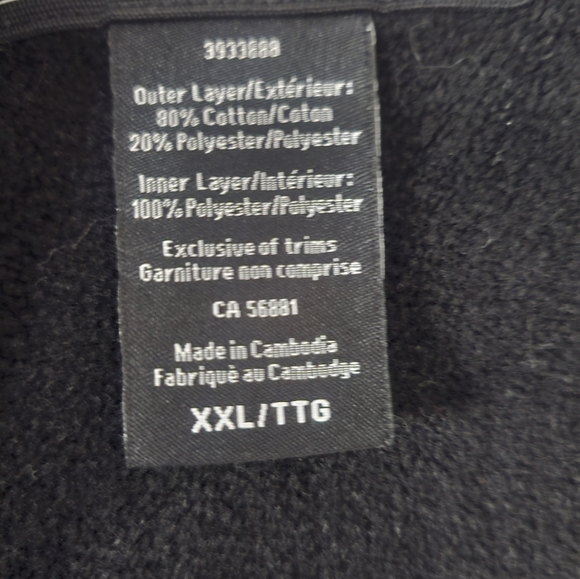 3933888
Outer Layer/Extérieur:
80% Cotton/Coton
20% Polyester/Polyester
Inner Layer/Intérieur:
100% Polyester/Polyester
Exclusive of trims
Garniture non comprise
CA 56881
Made in Cambodia
Fabriquè au Cambodge
XXL/TTG